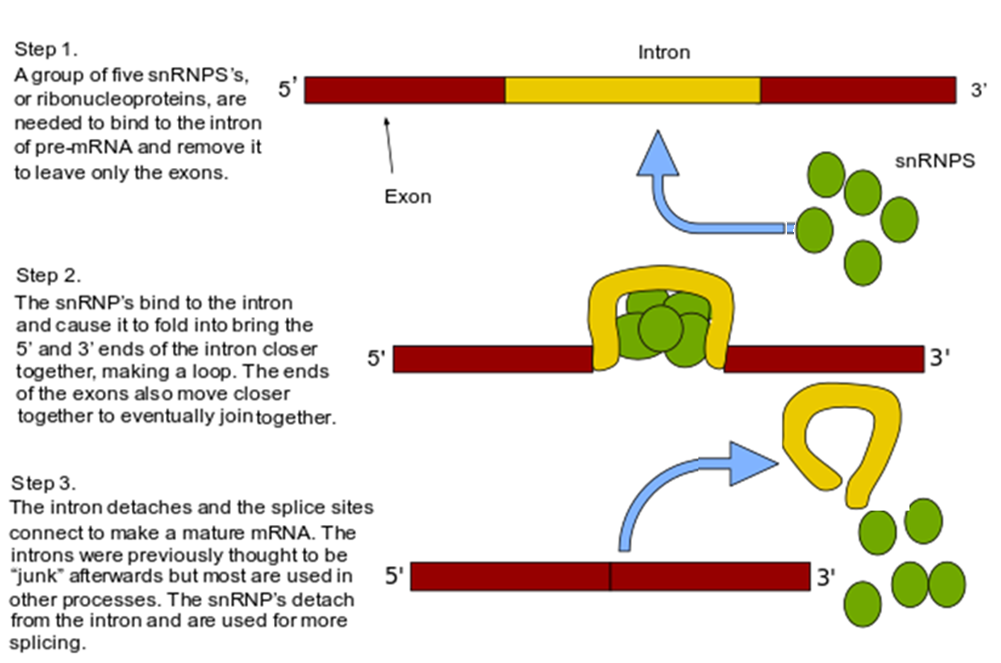 Step 1.
A group of five snRNPS's,
or ribonucleoproteins, are
needed to bind to the intron
of pre-mRNA and remove it
to leave only the exons.
Intron
5'
3'
Exon
snRNPS
Step 2.
The snRNP's bind to the intron
and cause it to fold into bring the
5' and 3' ends of the intron closer
together, making a loop. The ends
of the exons also move closer
together to eventually join together.
5'
3'
Step 3.
The intron detaches and the splice sites
connect to make a mature mRNA. The
introns were previously thought to be
“junk” afterwards but most are used in
other processes. The snRNP's detach
from the intron and are used for more
splicing.
5'
3'